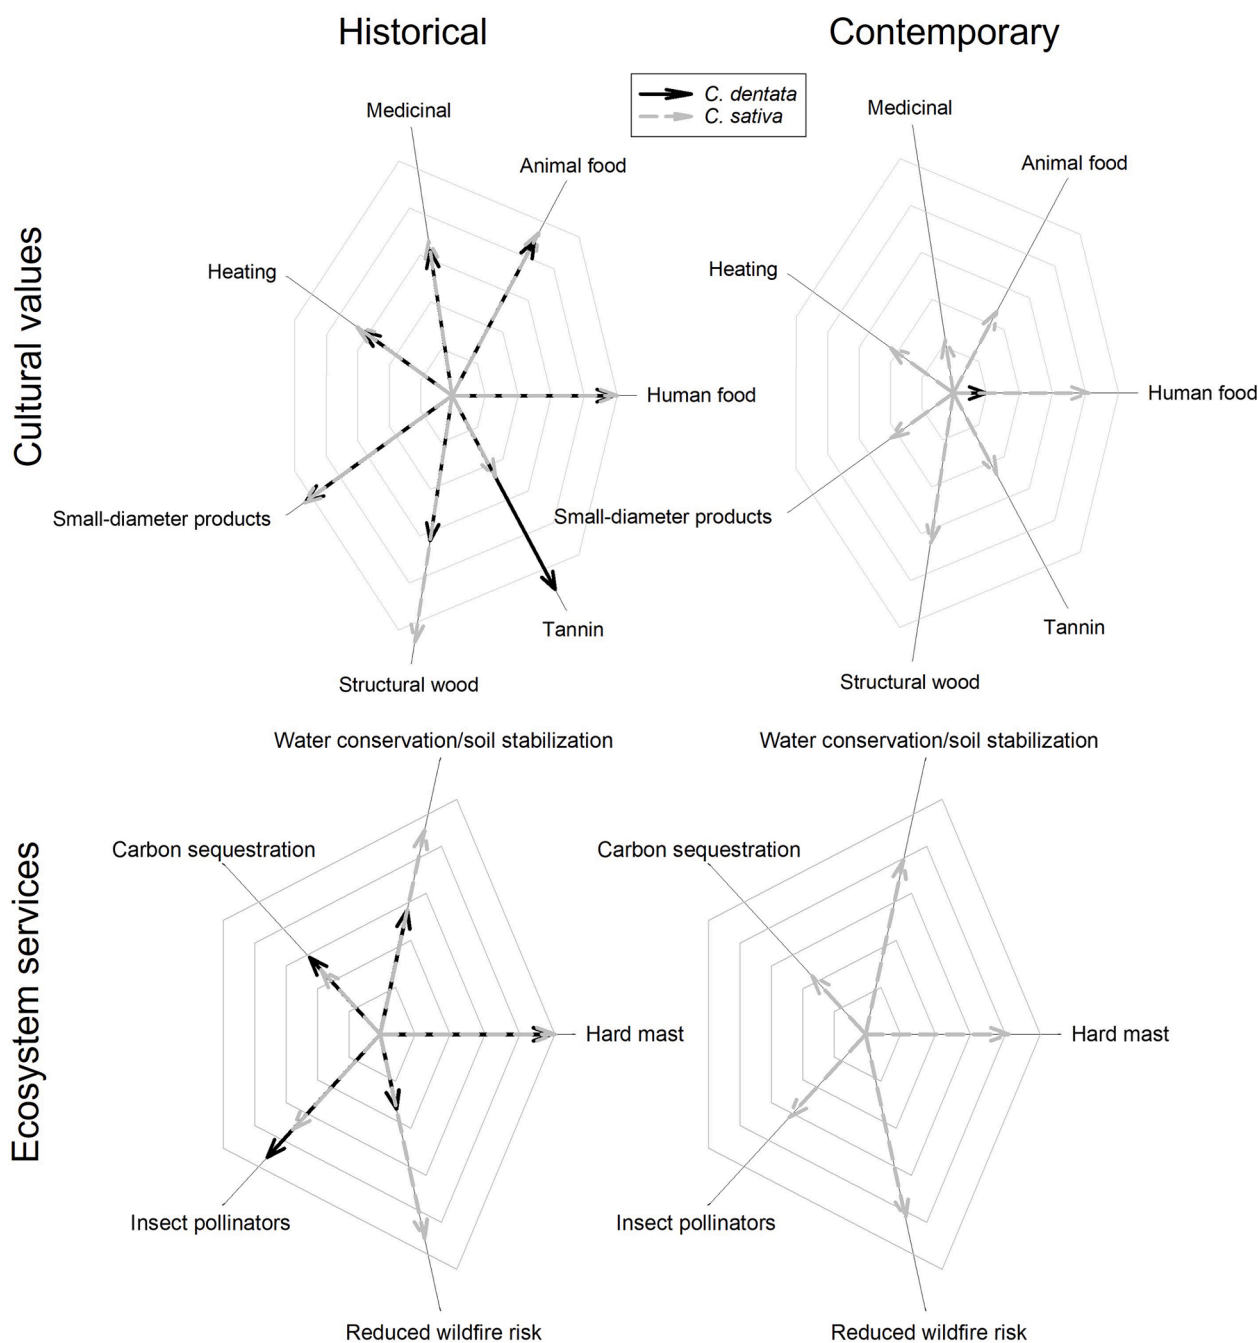 Historical
Contemporary
C. dentata
C. sativa
Cultural values
Medicinal
Animal food
Heating
Human food
Small-diameter products
Tannin
Structural wood
Medicinal
Animal food
Heating
Human food
Small-diameter products
Tannin
Structural wood
Ecosystem services
Water conservation/soil stabilization
Carbon sequestration
Hard mast
Insect pollinators
Reduced wildfire risk
Water conservation/soil stabilization
Carbon sequestration
Hard mast
Insect pollinators
Reduced wildfire risk